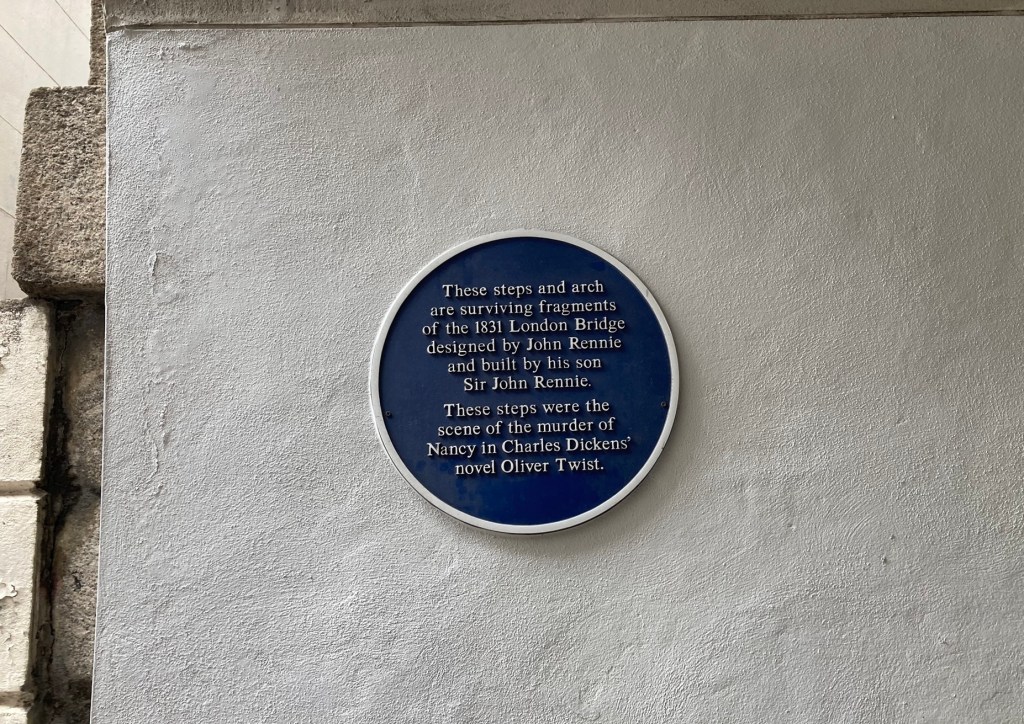 These steps and arch
are surviving fragments
of the 1831 London Bridge
designed by John Rennie
and built by his son
Sir John Rennie.
These steps were the
scene of the murder of
Nancy in Charles Dickens'
novel Oliver Twist.